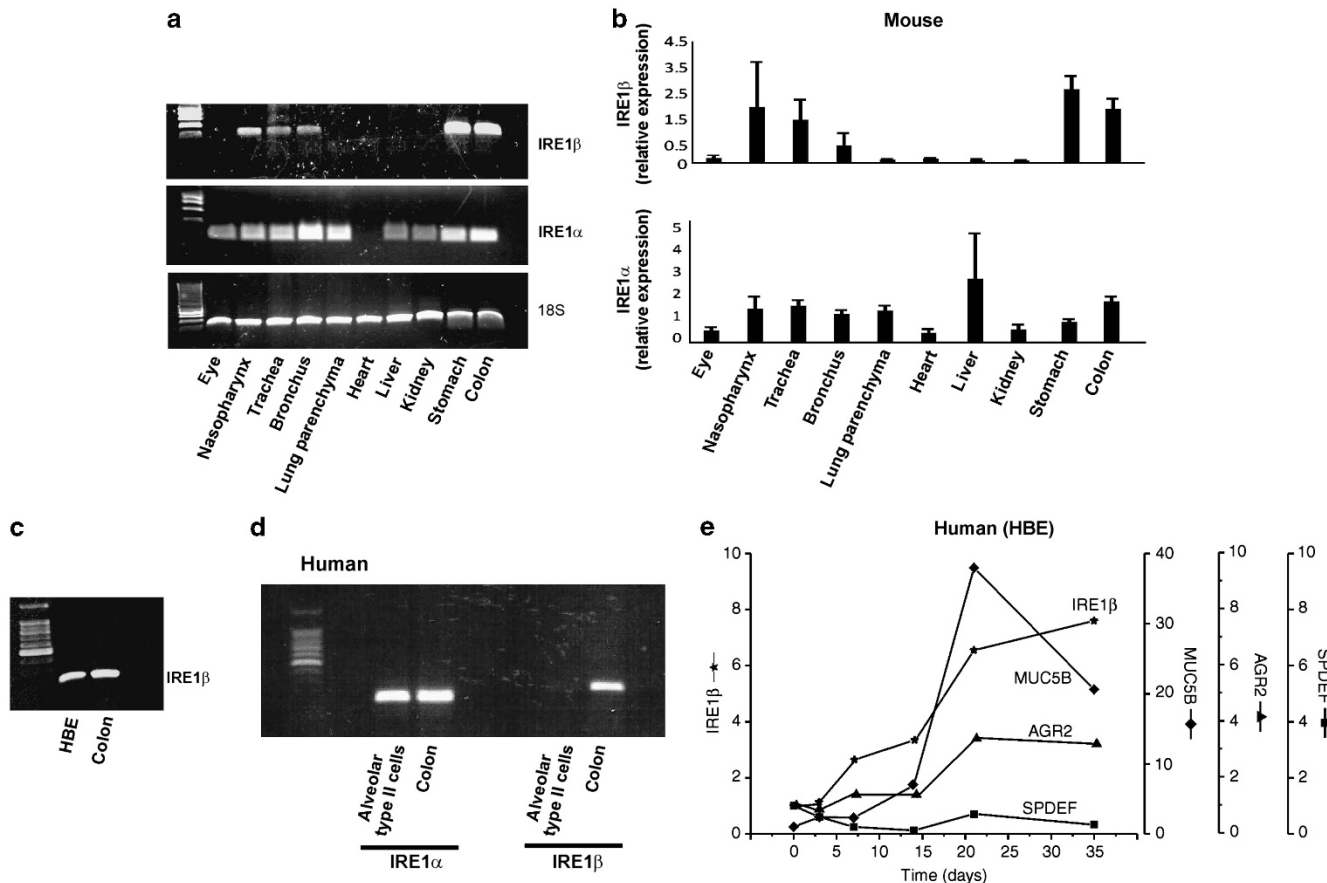 a
IRE1β
IRE1α
18S
Eye
Nasopharynx
Trachea
Bronchus
Lung parenchyma
Heart
Liver
Kidney
Stomach
Colon
b
Mouse
IRE1β
(relative expression)
4.5
3.5
2.5
1.5
0.5
0
IRE1α
(relative expression)
5
4
3
2
1
0
Eye
Nasopharynx
Trachea
Bronchus
Lung parenchyma
Heart
Liver
Kidney
Stomach
Colon
c
IRE1β
HBE
Colon
d
Human
Alveolar
type II cells
Colon
Alveolar
type II cells
Colon
IRE1α
IRE1β
e
Human (HBE)
10
8
6
4
2
0
IRE1β
IRE1β
MUC5B
AGR2
SPDEF
0 5 10 15 20 25 30 35
Time (days)
40
30
20
10
0
MUC5B
10
8
6
4
2
0
AGR2
10
8
6
4
2
0
SPDEF